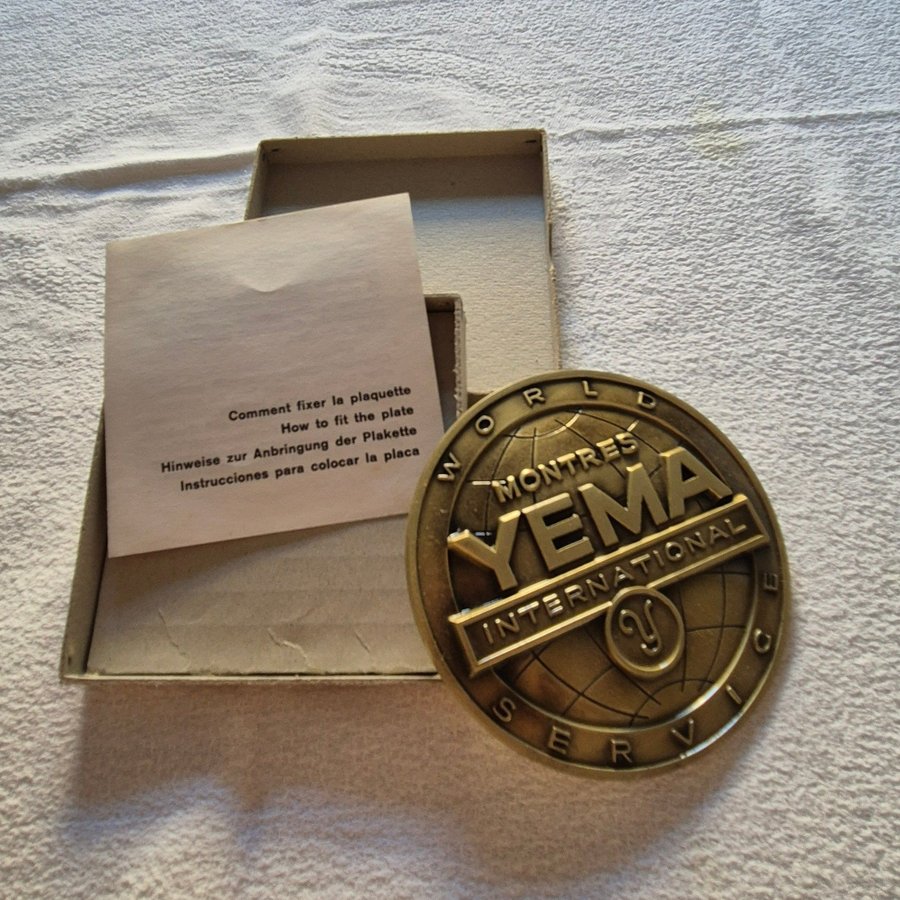 Comment fixer la plaquette
How to fit the plate
Hinweise zur Anbringung der Plakette
Instrucciones para colocar la placa
WORLD
MONTRES
YEMA
INTERNATIONAL
Y
SERVICE